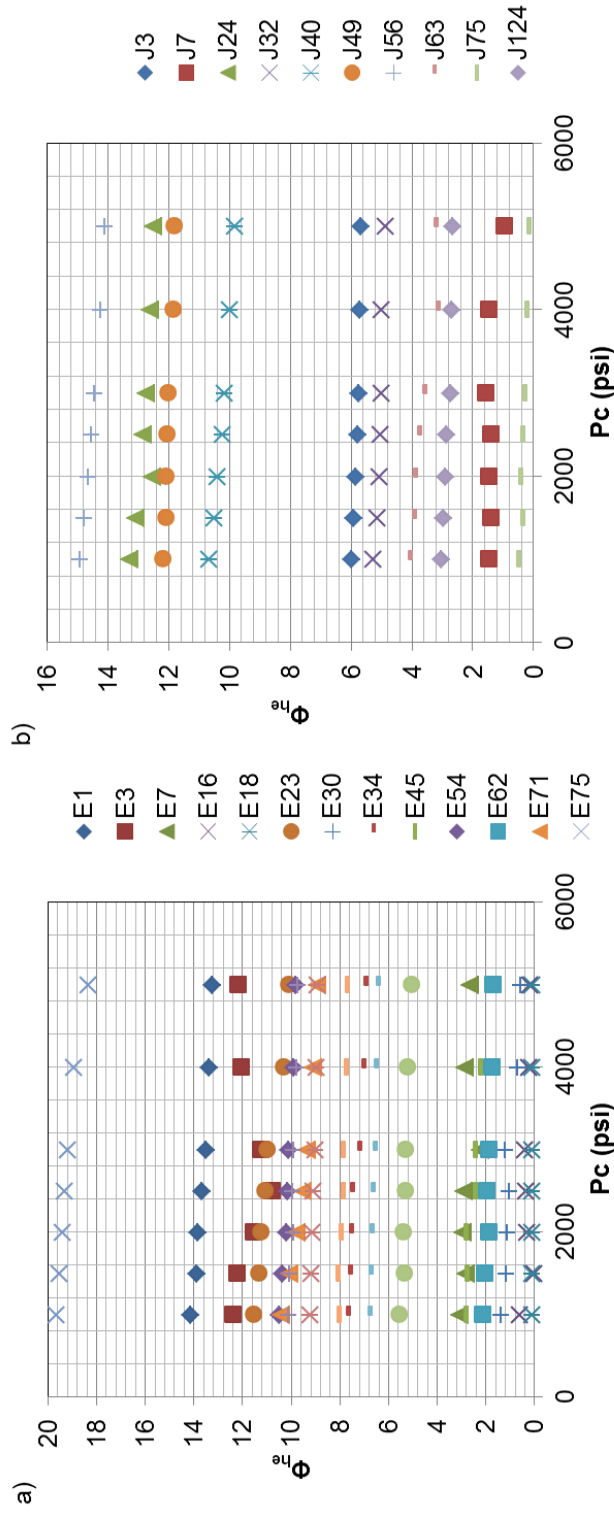 a)
20
18
16
14
12
10
8
6
4
2
0
Φhe
0
2000
4000
6000
Pc (psi)
E1
E3
E7
E16
E18
E23
E30
E34
E45
E54
E62
E71
E75
b)
16
14
12
10
8
6
4
2
0
Φhe
0
2000
4000
6000
Pc (psi)
J3
J7
J24
J32
J40
J49
J56
J63
J75
J124